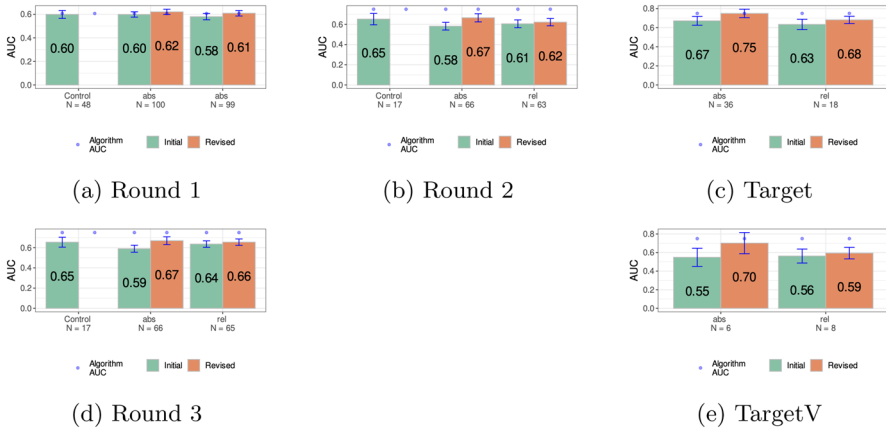 AUC
0.6
0.4
0.2
0.0
0.60
0.60
0.62
0.58
0.61
Control
N = 48
abs
N = 100
abs
N = 99
Algorithm
AUC
Initial
Revised
(a) Round 1
AUC
0.6
0.4
0.2
0.0
0.65
0.58
0.67
0.61
0.62
Control
N = 17
abs
N = 66
rel
N = 63
Algorithm
AUC
Initial
Revised
(b) Round 2
AUC
0.8
0.6
0.4
0.2
0.0
0.67
0.75
0.63
0.68
abs
N = 36
rel
N = 18
Algorithm
AUC
Initial
Revised
(c) Target
AUC
0.6
0.4
0.2
0.0
0.65
0.59
0.67
0.64
0.66
Control
N = 17
abs
N = 66
rel
N = 65
Algorithm
AUC
Initial
Revised
(d) Round 3
AUC
0.8
0.6
0.4
0.2
0.0
0.55
0.70
0.56
0.59
abs
N = 6
rel
N = 8
Algorithm
AUC
Initial
Revised
(e) TargetV